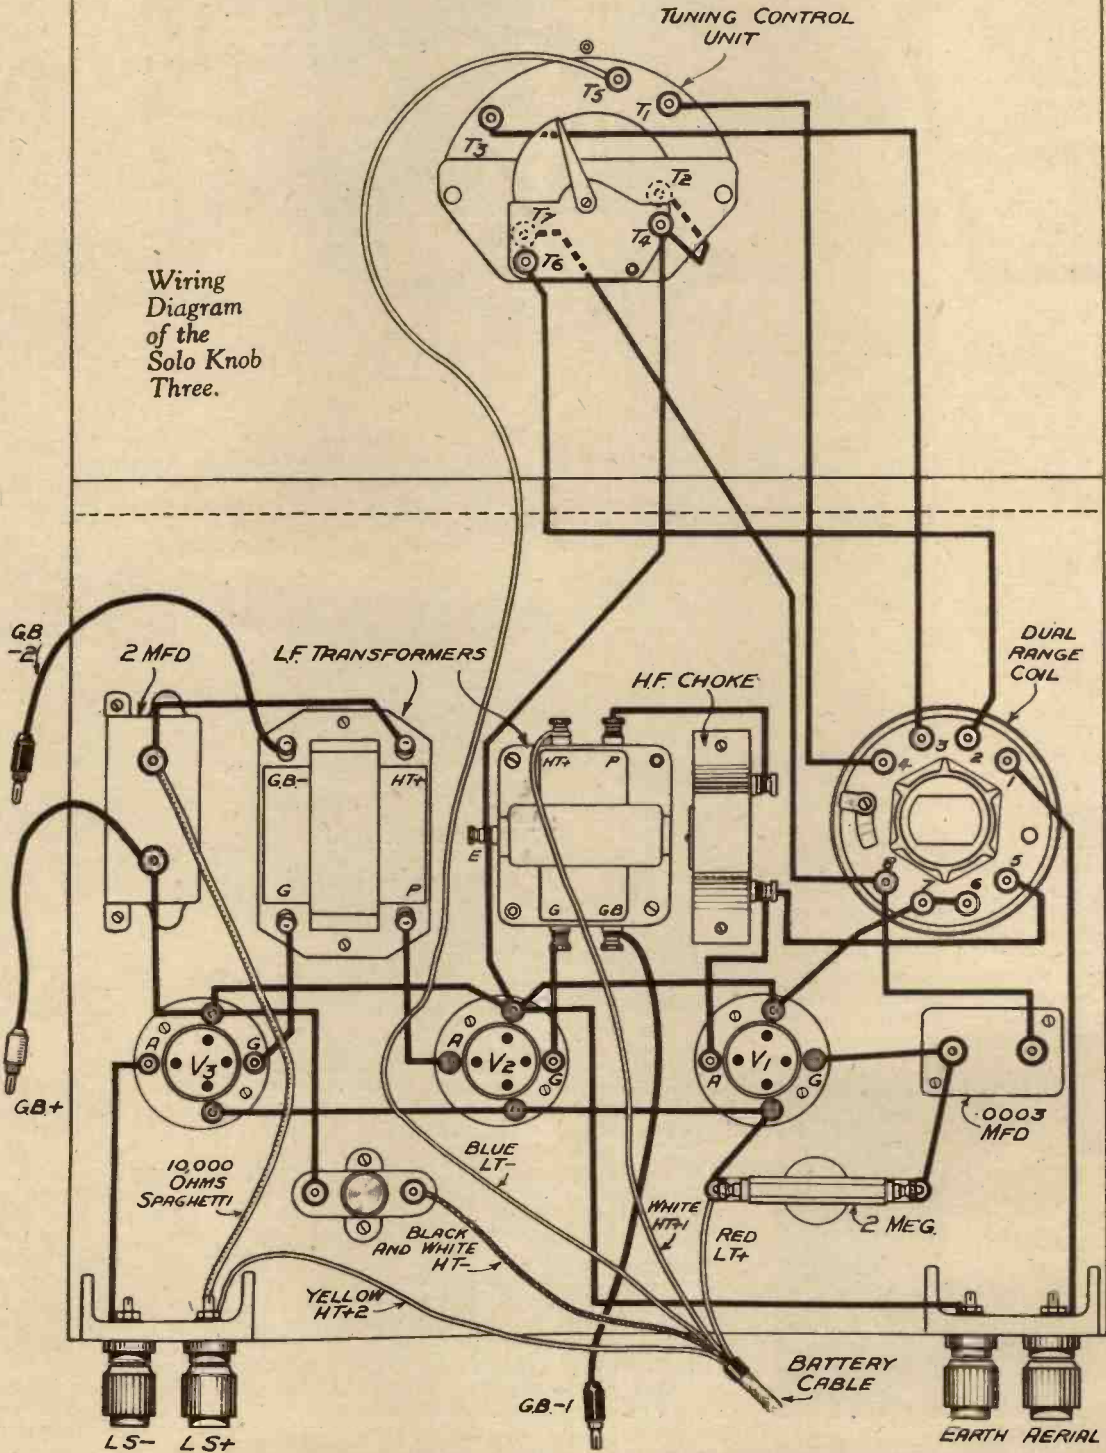 TUNING CONTROL
UNIT
T5
T1
T3
T2
T7
T4
T6
Wiring
Diagram
of the
Solo Knob
Three.
G.B.
-2
2 MFD
L.F. TRANSFORMERS
H.F. CHOKE
DUAL
RANGE
COIL
GB-
HT+
G
P
HT+
P
E
G
GB
4
3
2
1
5
6
7
8
A
V3
G
A
V2
G
A
V1
G
GB+
.0003
MFD
10,000
OHMS
SPAGHETTI
BLUE
LT-
BLACK
AND WHITE
HT-
WHITE
HT+1
RED
LT+
2 MEG.
YELLOW
HT+2
BATTERY
CABLE
GB-1
LS-
LS+
EARTH
AERIAL